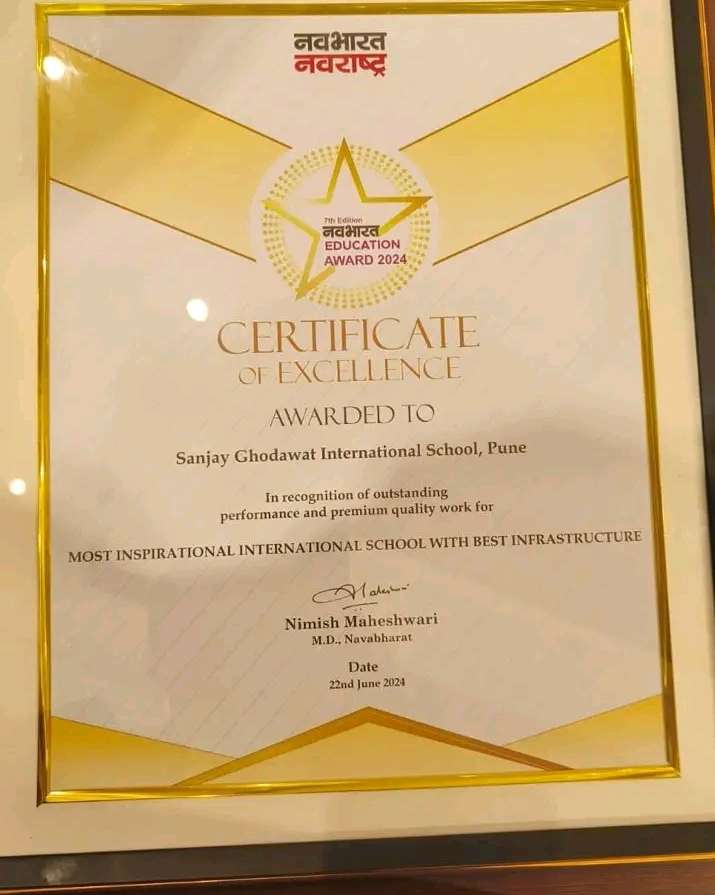 नवभारत
नवराष्ट्र
7th Edition
नवभारत
EDUCATION
AWARD 2024
CERTIFICATE
OF EXCELLENCE
AWARDED TO
Sanjay Ghodawat International School, Pune
In recognition of outstanding
performance and premium quality work for
MOST INSPIRATIONAL INTERNATIONAL SCHOOL WITH BEST INFRASTRUCTURE
Nimish Maheshwari
M.D., Navabharat
Date
22nd June 2024